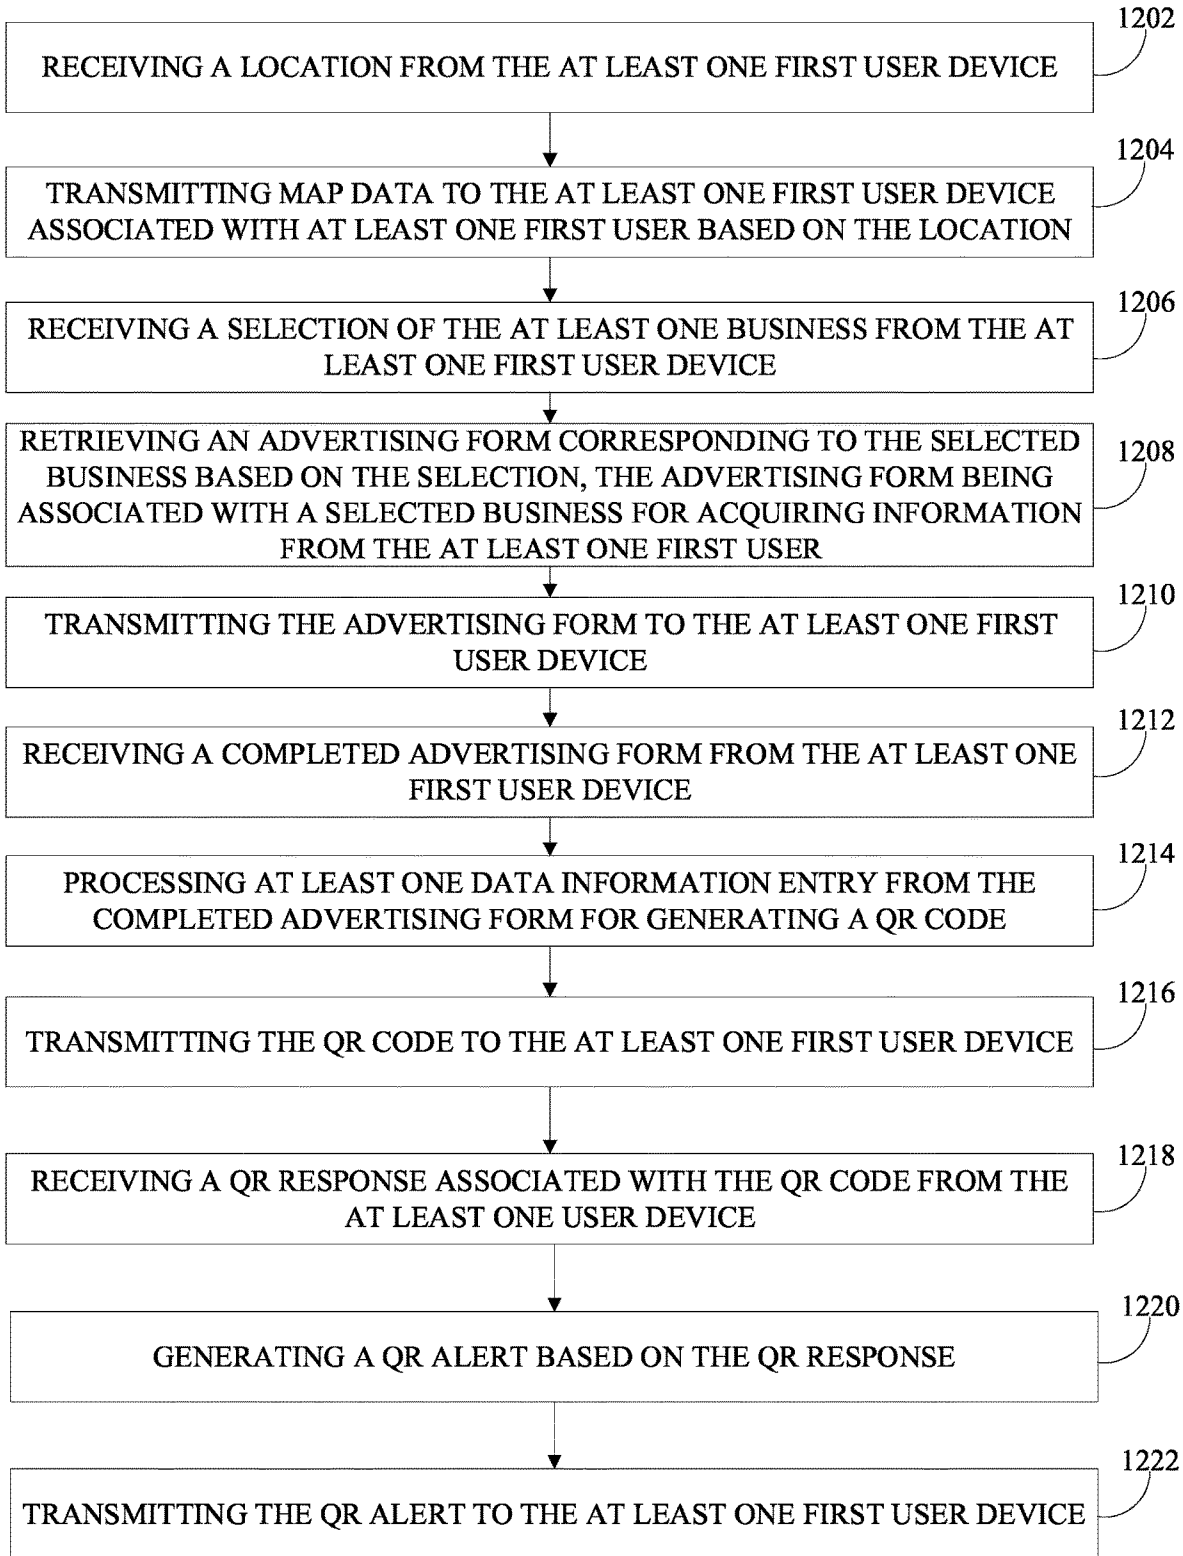 1202
RECEIVING A LOCATION FROM THE AT LEAST ONE FIRST USER DEVICE
1204
TRANSMITTING MAP DATA TO THE AT LEAST ONE FIRST USER DEVICE
ASSOCIATED WITH AT LEAST ONE FIRST USER BASED ON THE LOCATION
1206
RECEIVING A SELECTION OF THE AT LEAST ONE BUSINESS FROM THE AT
LEAST ONE FIRST USER DEVICE
1208
RETRIEVING AN ADVERTISING FORM CORRESPONDING TO THE SELECTED
BUSINESS BASED ON THE SELECTION, THE ADVERTISING FORM BEING
ASSOCIATED WITH A SELECTED BUSINESS FOR ACQUIRING INFORMATION
FROM THE AT LEAST ONE FIRST USER
1210
TRANSMITTING THE ADVERTISING FORM TO THE AT LEAST ONE FIRST
USER DEVICE
1212
RECEIVING A COMPLETED ADVERTISING FORM FROM THE AT LEAST ONE
FIRST USER DEVICE
1214
PROCESSING AT LEAST ONE DATA INFORMATION ENTRY FROM THE
COMPLETED ADVERTISING FORM FOR GENERATING A QR CODE
1216
TRANSMITTING THE QR CODE TO THE AT LEAST ONE FIRST USER DEVICE
1218
RECEIVING A QR RESPONSE ASSOCIATED WITH THE QR CODE FROM THE
AT LEAST ONE USER DEVICE
1220
GENERATING A QR ALERT BASED ON THE QR RESPONSE
1222
TRANSMITTING THE QR ALERT TO THE AT LEAST ONE FIRST USER DEVICE